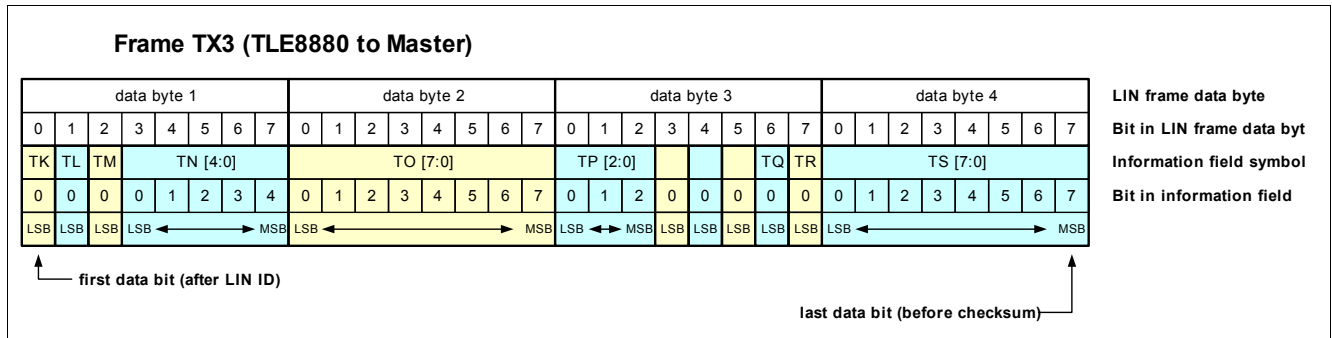 Frame TX3 (TLE8880 to Master)
data byte 1 data byte 2 data byte 3 data byte 4 LIN frame data byte
0 1 2 3 4 5 6 7 0 1 2 3 4 5 6 7 0 1 2 3 4 5 6 7 0 1 2 3 4 5 6 7 Bit in LIN frame data byt
TK TL TM TN [4:0] TO [7:0] TP [2:0] TQ TR TS [7:0] Information field symbol
0 0 0 0 1 2 3 4 0 1 2 3 4 5 6 7 0 1 2 0 0 0 0 0 0 1 2 3 4 5 6 7 Bit in information field
LSB LSB LSB LSB MSB LSB MSB LSB MSB LSB LSB LSB LSB LSB LSB MSB
first data bit (after LIN ID)
last data bit (before checksum)